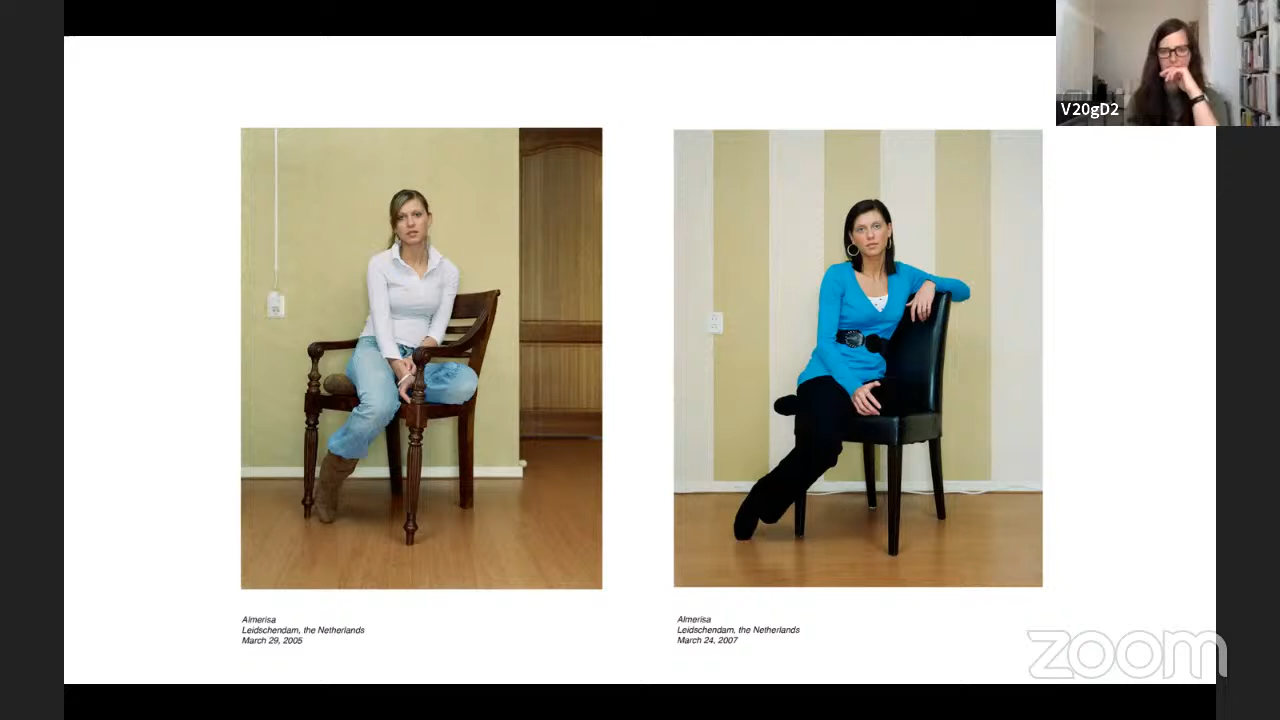 V20gD2
Almerisa
Leidschendam, the Netherlands
March 29, 2005
Almerisa
Leidschendam, the Netherlands
March 24, 2007
zoom